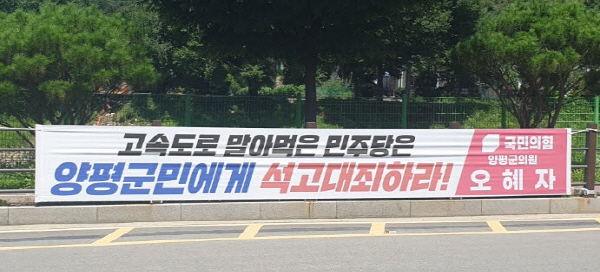 고속도로 말아먹은 민주당은
양평군민에게 석고대죄하라!
국민의힘
양평군의원
오혜자